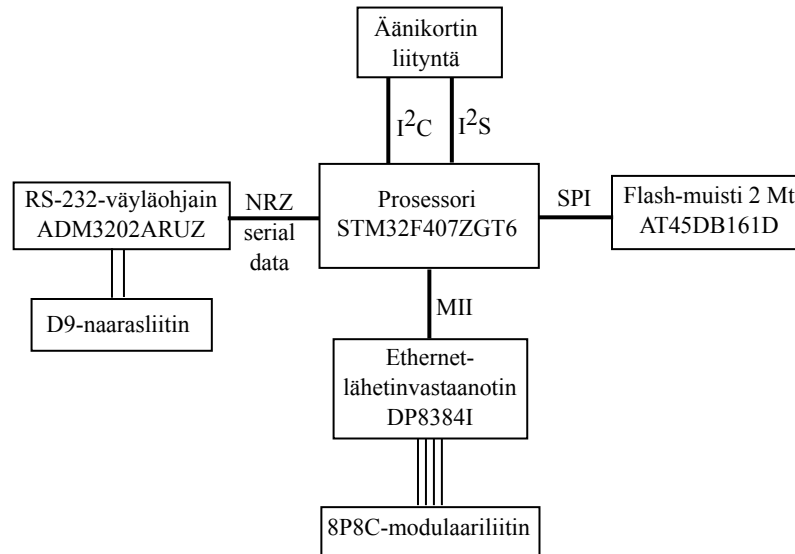 Äänikortin
liityntä
I²C
I²S
RS-232-väyläohjain
ADM3202ARUZ
NRZ
serial
data
Prosessori
STM32F407ZGT6
SPI
Flash-muisti 2 Mt
AT45DB161D
D9-naarasliitin
MII
Ethernet-
lähetinvastaanotin
DP8384I
8P8C-modulaariliitin